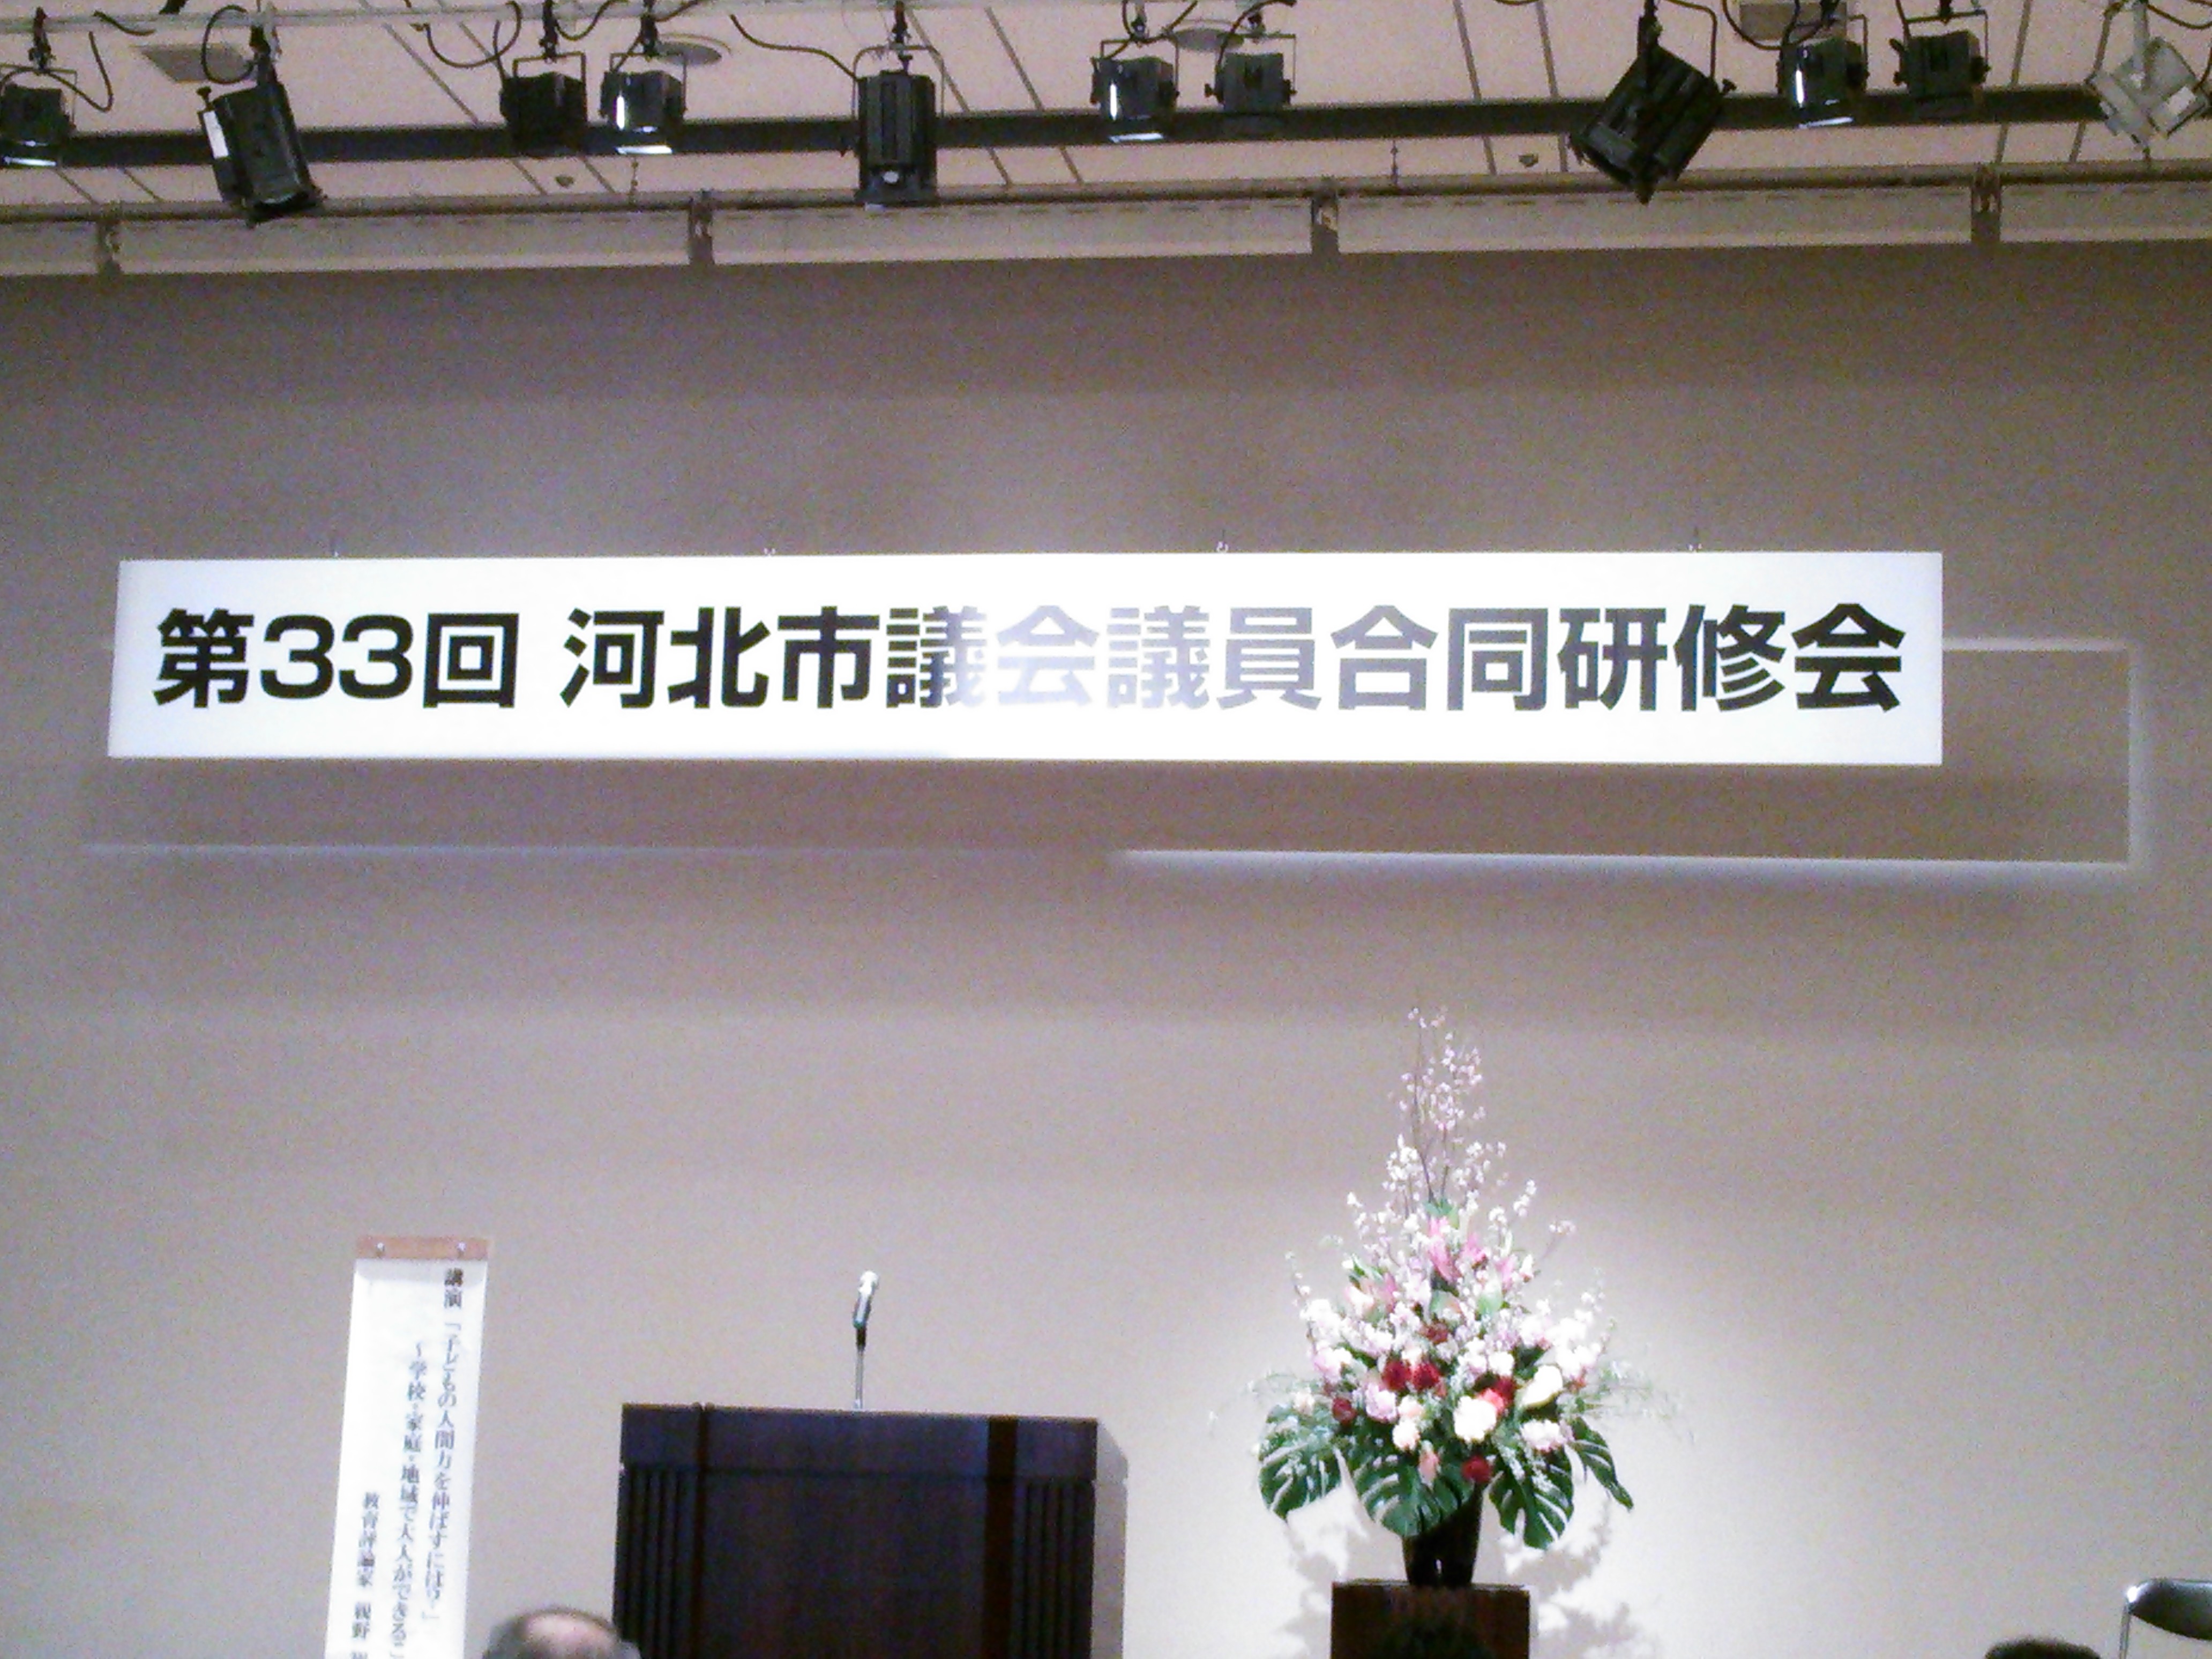 第33回 河北市議会議員合同研修会
講演 「子どもの人間力を伸ばすには?」
～学校・家庭・地域で大人ができるこ
教育評論家 親野